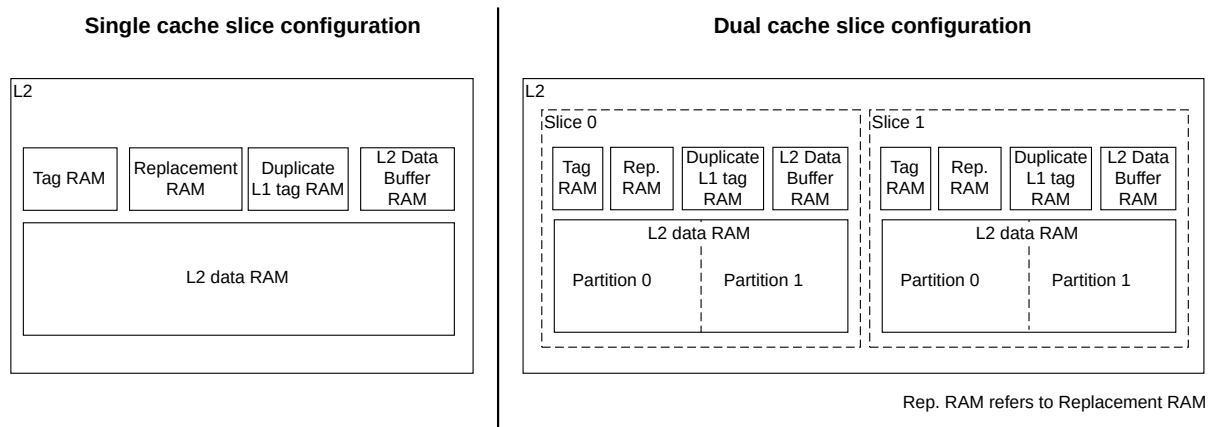 Single cache slice configuration
L2
Tag RAM
Replacement
RAM
Duplicate
L1 tag RAM
L2 Data
Buffer
RAM
L2 data RAM
Dual cache slice configuration
L2
Slice 0
Tag
RAM
Rep.
RAM
Duplicate
L1 tag
RAM
L2 Data
Buffer
RAM
L2 data RAM
Partition 0
Partition 1
Slice 1
Tag
RAM
Rep.
RAM
Duplicate
L1 tag
RAM
L2 Data
Buffer
RAM
L2 data RAM
Partition 0
Partition 1
Rep. RAM refers to Replacement RAM